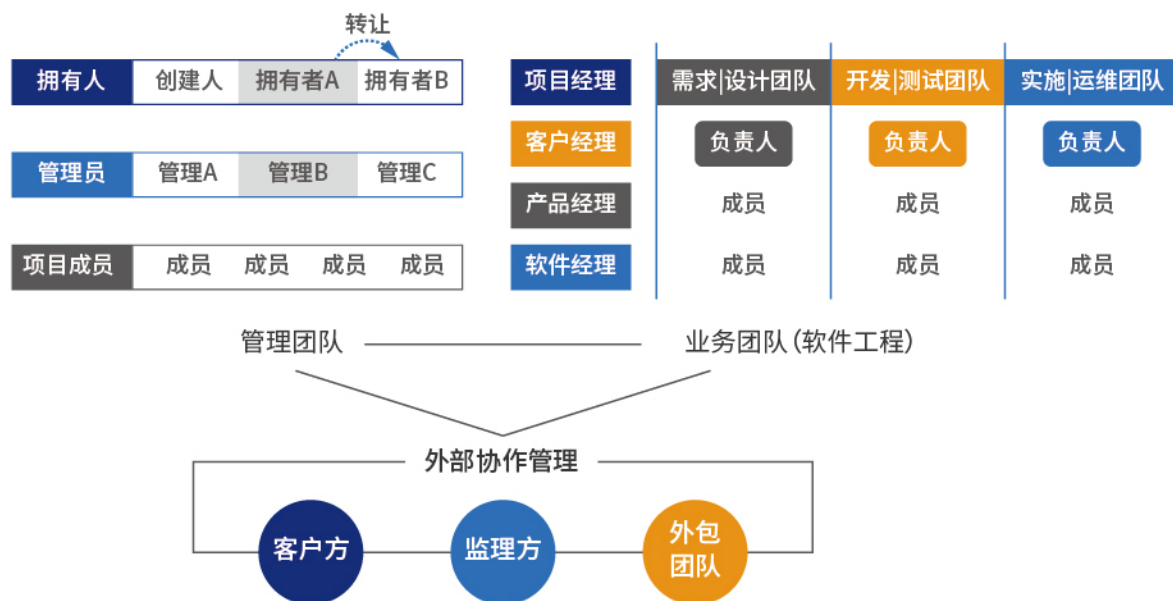 转让
拥有人 创建人 拥有者A 拥有者B
管理员 管理A 管理B 管理C
项目成员 成员 成员 成员 成员
项目经理 需求|设计团队 开发|测试团队 实施|运维团队
客户经理 负责人 负责人 负责人
产品经理 成员 成员 成员
软件经理 成员 成员 成员
管理团队 业务团队(软件工程)
外部协作管理
客户方 监理方 外包
团队